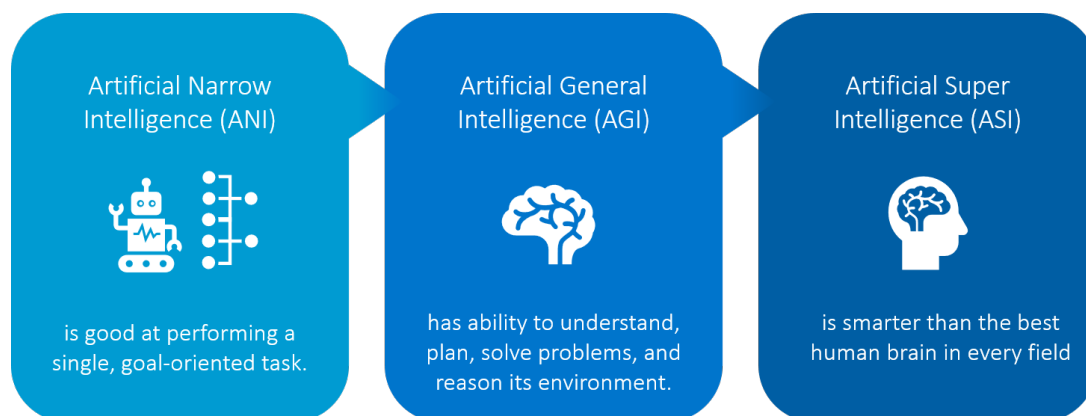 Artificial Narrow
Intelligence (ANI)
is good at performing a
single, goal-oriented task.
Artificial General
Intelligence (AGI)
has ability to understand,
plan, solve problems, and
reason its environment.
Artificial Super
Intelligence (ASI)
is smarter than the best
human brain in every field